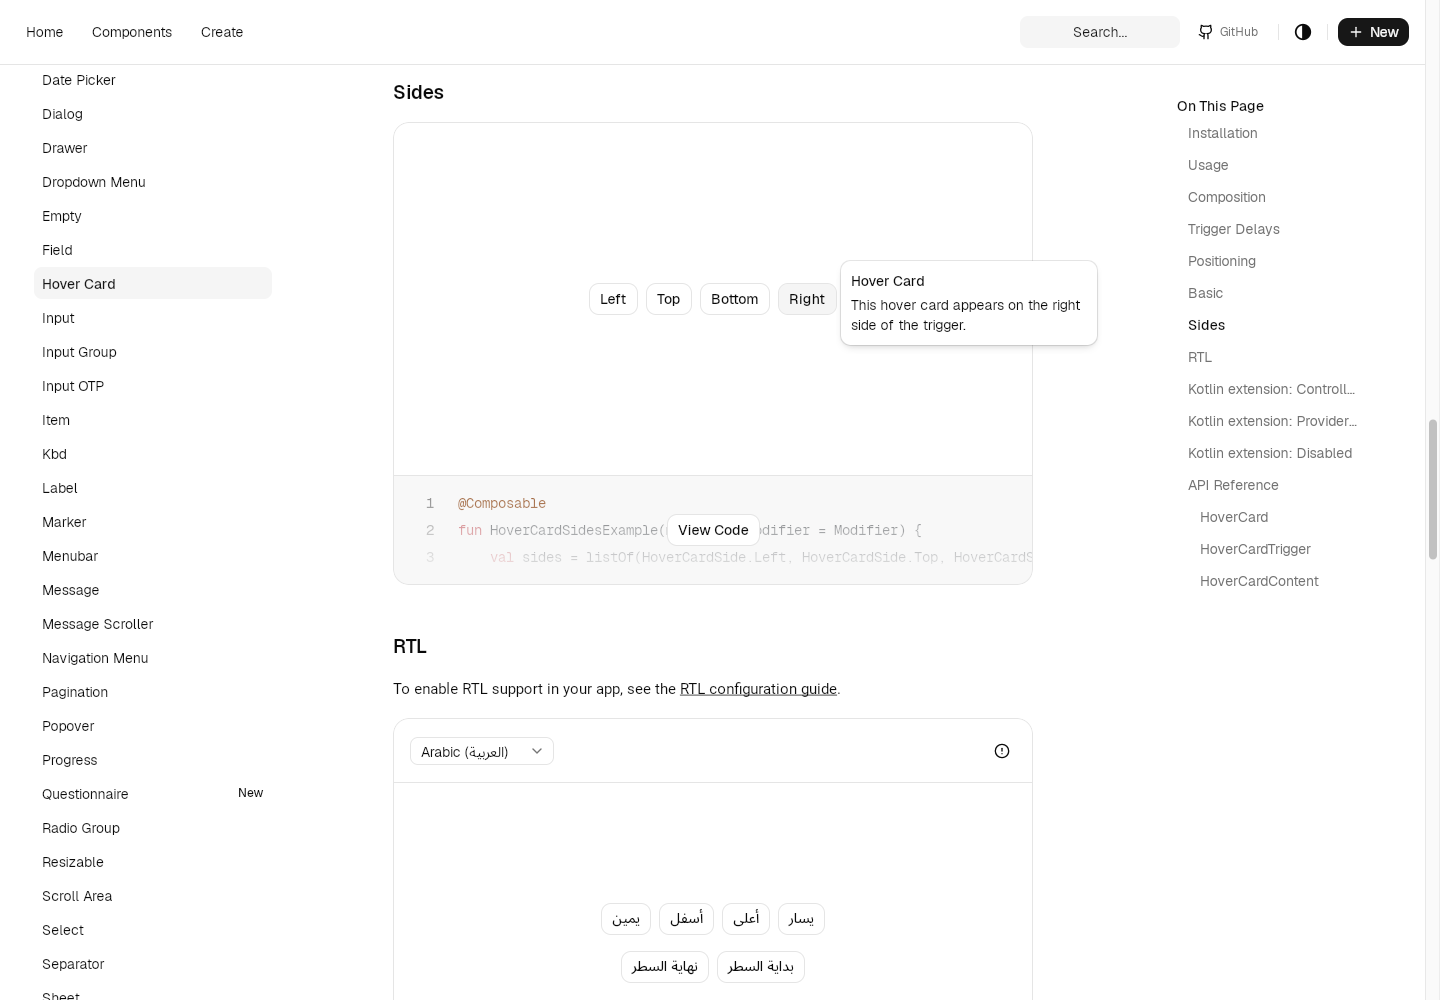 Home
Components
Create
Search...
GitHub
New
Date Picker
Dialog
Drawer
Dropdown Menu
Empty
Field
Hover Card
Input
Input Group
Input OTP
Item
Kbd
Label
Marker
Menubar
Message
Message Scroller
Navigation Menu
Pagination
Popover
Progress
Questionnaire New
Radio Group
Resizable
Scroll Area
Select
Separator
Sheet
Sides
Left
Top
Bottom
Right
Hover Card
This hover card appears on the right
side of the trigger.
1 @Composable
2 fun HoverCardSidesExample( odifier = Modifier) {
View Code
3 val sides = listOf(HoverCardSide.Left, HoverCardSide.Top, HoverCardS
RTL
To enable RTL support in your app, see the RTL configuration guide.
Arabic (العربية)
يسار
أعلى
أسفل
يمين
بداية السطر
نهاية السطر
On This Page
Installation
Usage
Composition
Trigger Delays
Positioning
Basic
Sides
RTL
Kotlin extension: Controll...
Kotlin extension: Provider...
Kotlin extension: Disabled
API Reference
HoverCard
HoverCardTrigger
HoverCardContent